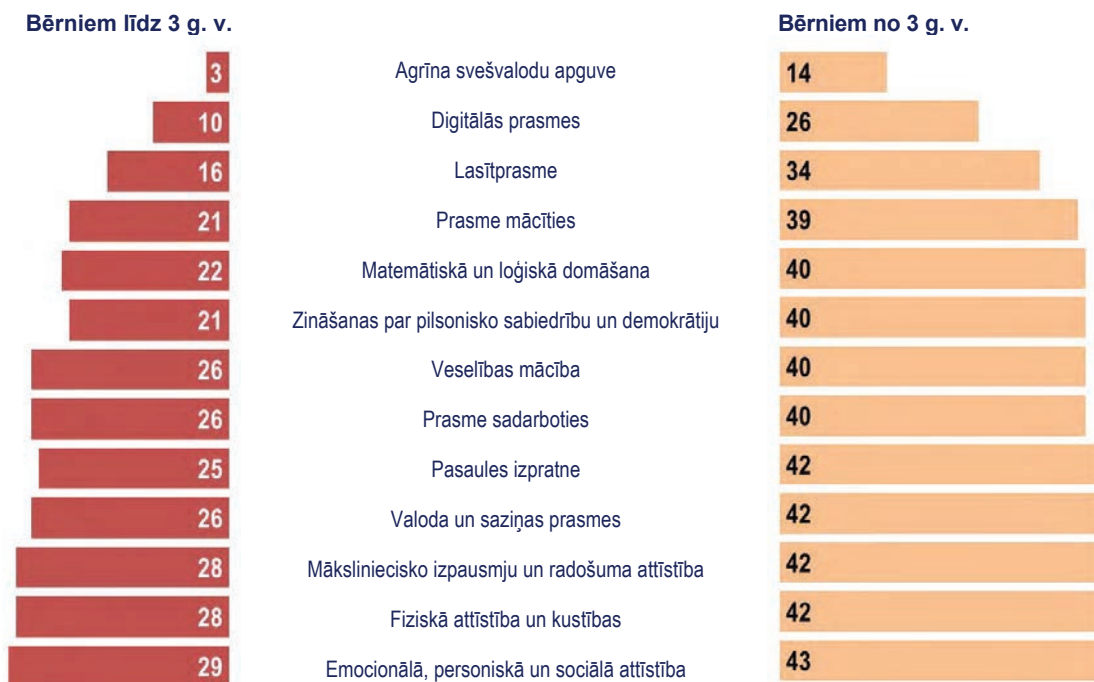 Bērniem līdz 3 g. v. Bērniem no 3 g. v.
3 Agrīna svešvalodu apguve 14
10 Digitālās prasmes 26
16 Lasītprasme 34
21 Prasme mācīties 39
22 Matemātiskā un loģiskā domāšana 40
21 Zināšanas par pilsonisko sabiedrību un demokrātiju 40
26 Veselības mācība 40
26 Prasme sadarboties 40
25 Pasaules izpratne 42
26 Valoda un saziņas prasmes 42
28 Māksliniecisko izpausmju un radošuma attīstība 42
28 Fiziskā attīstība un kustības 42
29 Emocionālā, personiskā un sociālā attīstība 43